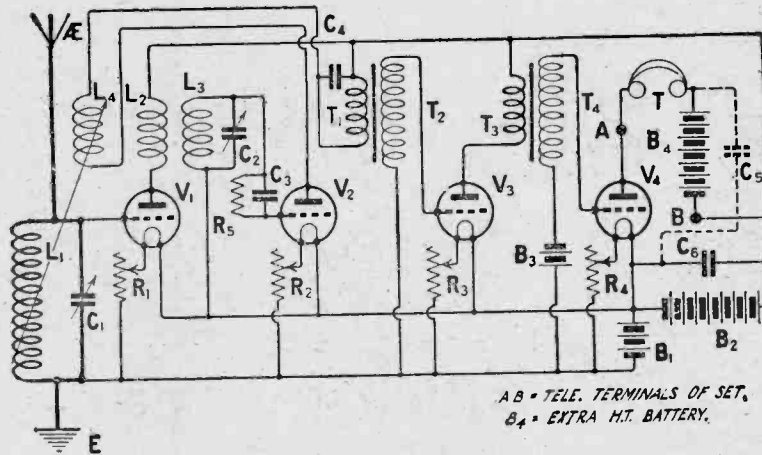 Æ
C4
L4
L2
L3
T1
T2
T3
T4
T
A
B4
C5
C2
C3
V1
V2
V3
V4
B
R5
B3
C6
L1
C1
R1
R2
R3
R4
B1
B2
E
A B = TELE. TERMINALS OF SET.
B4 = EXTRA H.T. BATTERY.